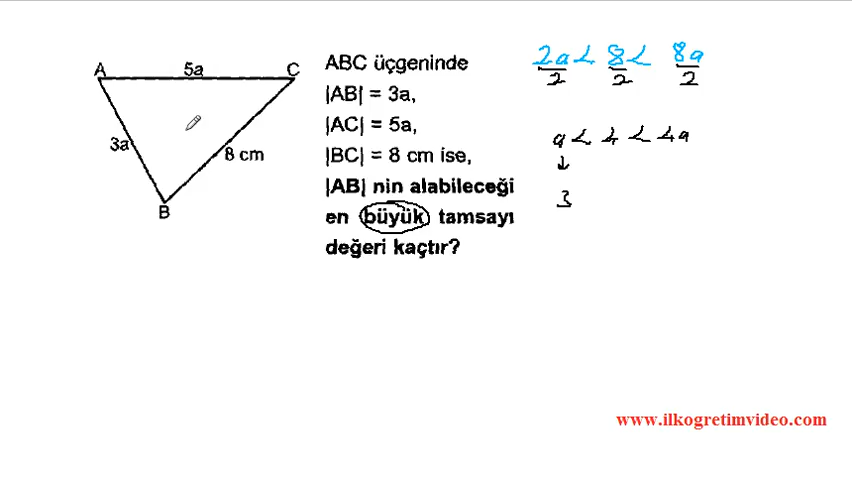 A 5a C
3a
8 cm
B
ABC üçgeninde
|AB| = 3a,
|AC| = 5a,
|BC| = 8 cm ise,
|AB| nin alabileceği
en büyük tamsayı
değeri kaçtır?
2a < 8 < 8a
2 2 2
a < 4 < 4a
↓
3
www.ilkogretimvideo.com